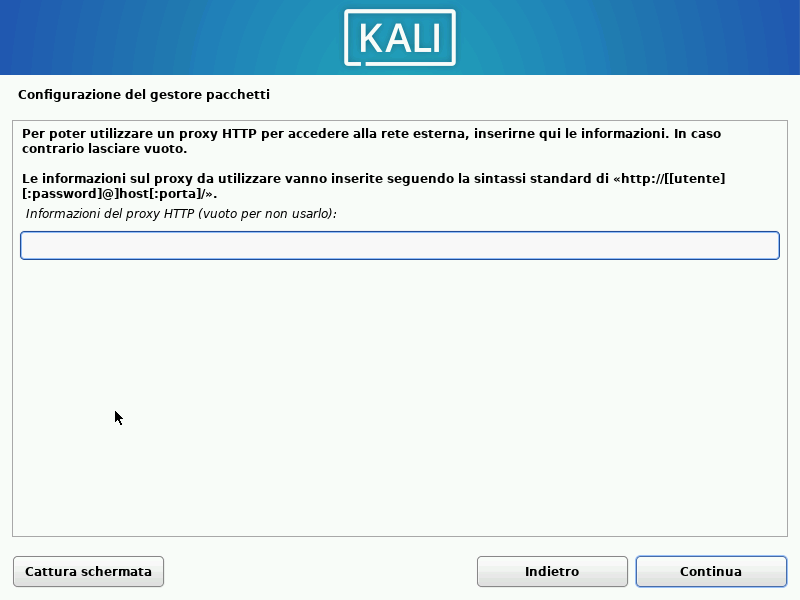 KALI
Configurazione del gestore pacchetti
Per poter utilizzare un proxy HTTP per accedere alla rete esterna, inserirne qui le informazioni. In caso
contrario lasciare vuoto.
Le informazioni sul proxy da utilizzare vanno inserite seguendo la sintassi standard di «http://[[utente]
[:password]@]host[:porta]/».
Informazioni del proxy HTTP (vuoto per non usarlo):
Cattura schermata
Indietro
Continua